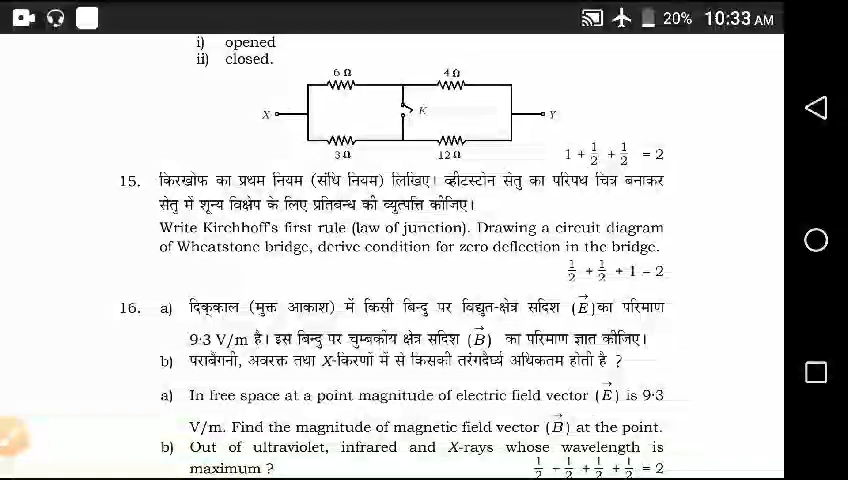 20% 10:33 AM
i) opened
ii) closed.
6 Ω 4 Ω
X K Y
3 Ω 12 Ω
1 + 1/2 + 1/2 = 2
15. किरखोफ का प्रथम नियम (संधि नियम) लिखिए। व्हीटस्टोन सेतु का परिपथ चित्र बनाकर
सेतु में शून्य विक्षेप के लिए प्रतिबन्ध की व्युत्पत्ति कीजिए।
Write Kirchhoff's first rule (law of junction). Drawing a circuit diagram
of Wheatstone bridge, derive condition for zero deflection in the bridge.
1/2 + 1/2 + 1 = 2
16. a) दिक्काल (मुक्त आकाश) में किसी बिन्दु पर विद्युत-क्षेत्र सदिश (E⃗) का परिमाण
9·3 V/m है। इस बिन्दु पर चुम्बकीय क्षेत्र सदिश (B⃗) का परिमाण ज्ञात कीजिए।
b) पराबैंगनी, अवरक्त तथा X-किरणों में से किसकी तरंगदैर्घ्य अधिकतम होती है ?
a) In free space at a point magnitude of electric field vector (E⃗) is 9·3
V/m. Find the magnitude of magnetic field vector (B⃗) at the point.
b) Out of ultraviolet, infrared and X-rays whose wavelength is
maximum ? 1/2 + 1/2 + 1/2 + 1/2 = 2